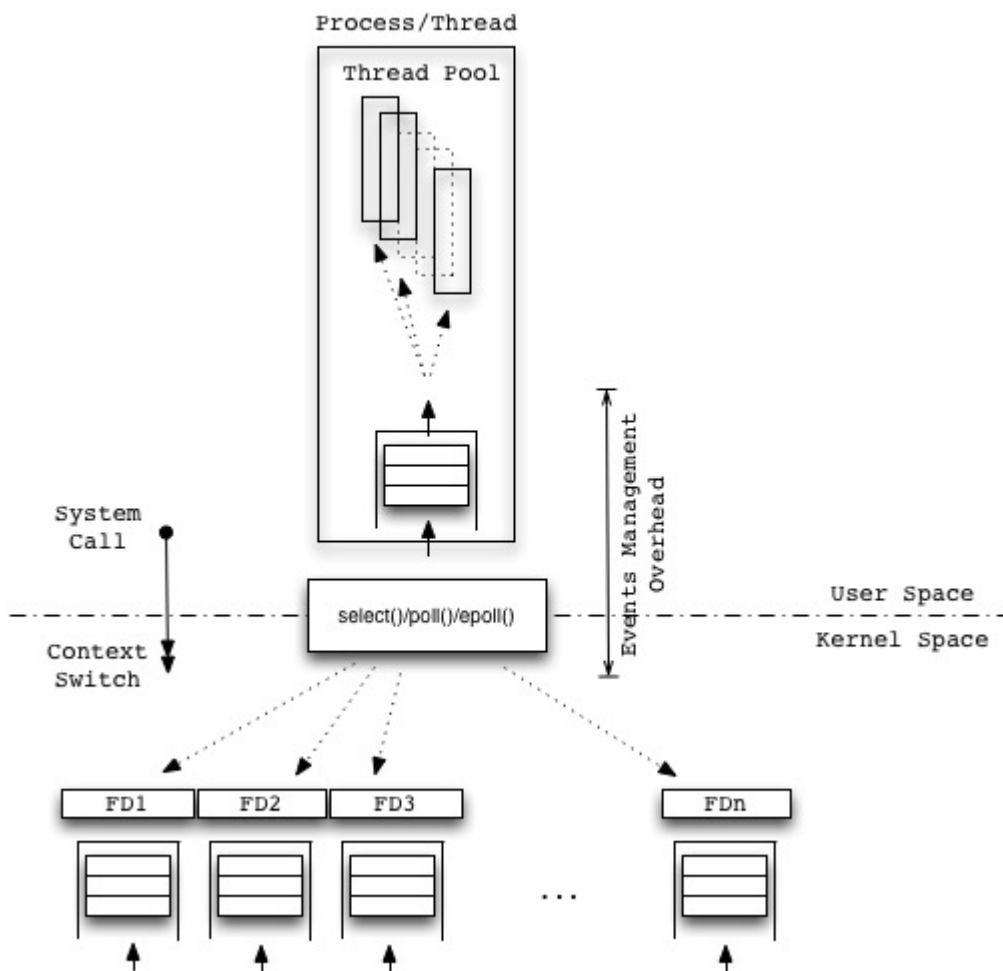 Process/Thread
Thread Pool
System
Call
Events Management
Overhead
select()/poll()/epoll()
User Space
Kernel Space
Context
Switch
FD1
FD2
FD3
FDn
...